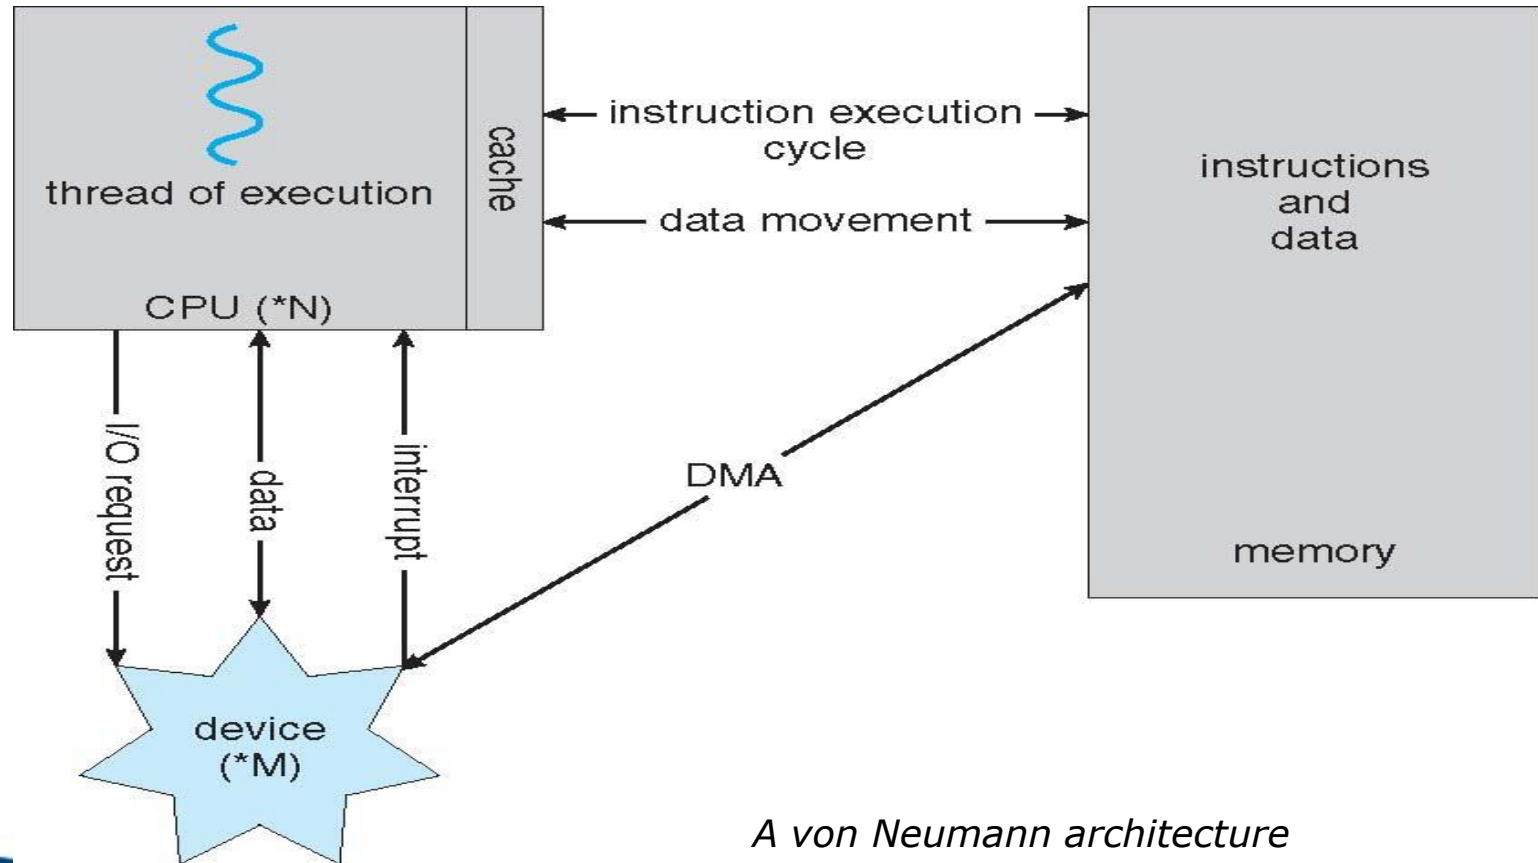 thread of execution
CPU (*N)
cache
instruction execution
cycle
data movement
instructions
and
data
memory
I/O request
data
interrupt
DMA
device
(*M)
A von Neumann architecture